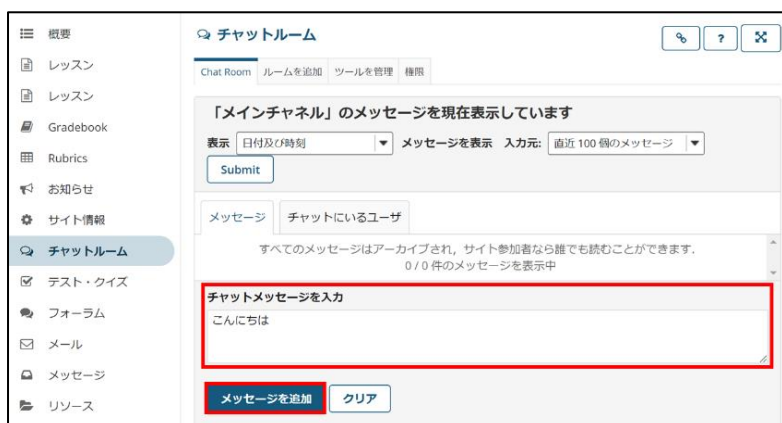 概要
レッスン
レッスン
Gradebook
Rubrics
お知らせ
サイト情報
チャットルーム
テスト・クイズ
フォーラム
メール
メッセージ
リソース
チャットルーム
?
Chat Room ルームを追加 ツールを管理 権限
「メインチャネル」のメッセージを現在表示しています
表示 日付及び時刻 メッセージを表示 入力元: 直近 100 個のメッセージ
Submit
メッセージ チャットにいるユーザ
すべてのメッセージはアーカイブされ，サイト参加者なら誰でも読むことができます．
0 / 0 件のメッセージを表示中
チャットメッセージを入力
こんにちは
メッセージを追加 クリア